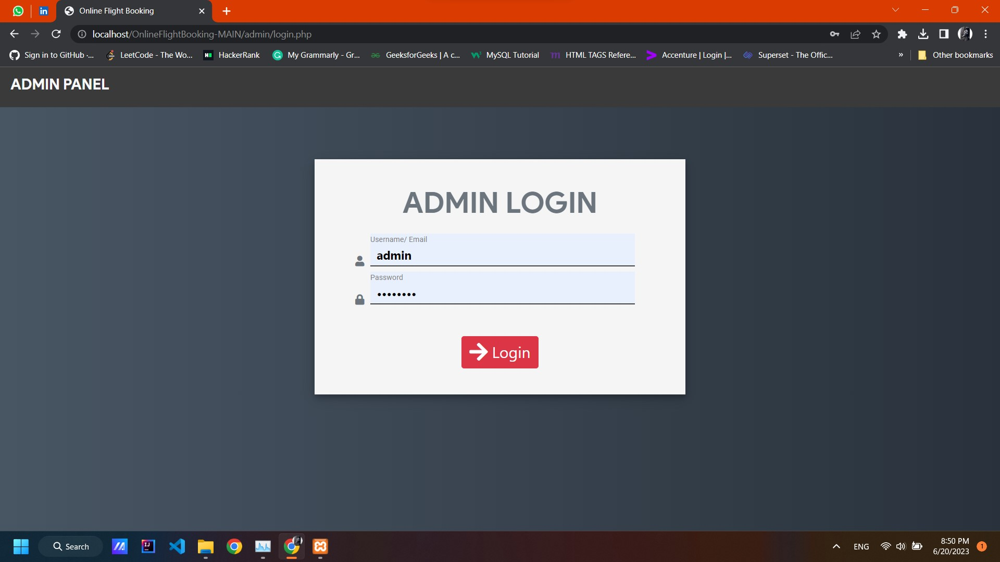 Online Flight Booking
localhost/OnlineFlightBooking-MAIN/admin/login.php
Sign in to GitHub ·... LeetCode - The Wo... HackerRank My Grammarly - Gr... GeeksforGeeks | A c... MySQL Tutorial HTML TAGS Refere... Accenture | Login |... Superset - The Offic... » Other bookmarks
ADMIN PANEL
ADMIN LOGIN
Username/ Email
admin
Password
••••••••
Login
Search
ENG
8:50 PM
6/20/2023
1